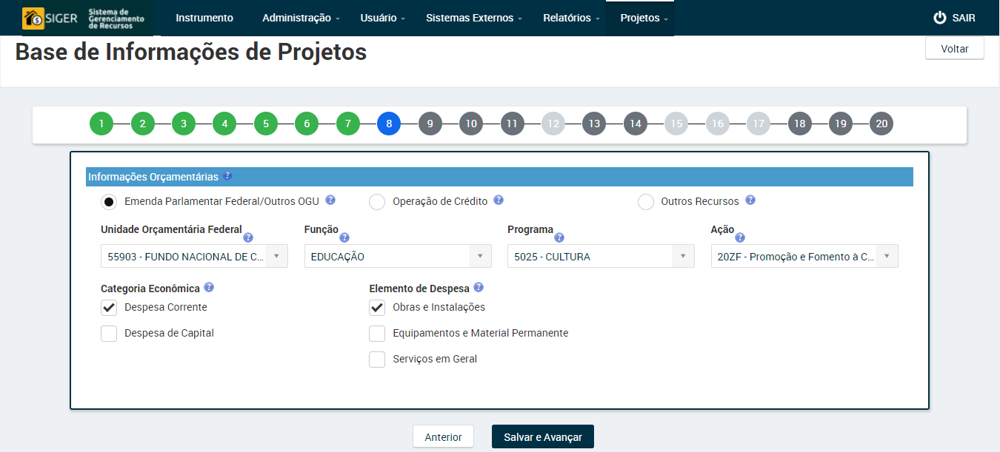 SIGER
Sistema de
Gerenciamento
de Recursos
Instrumento Administração Usuário Sistemas Externos Relatórios Projetos SAIR
Base de Informações de Projetos Voltar
1 2 3 4 5 6 7 8 9 10 11 12 13 14 15 16 17 18 19 20
Informações Orçamentárias ?
Emenda Parlamentar Federal/Outros OGU ? Operação de Crédito ? Outros Recursos ?
Unidade Orçamentária Federal ? Função ? Programa ? Ação ?
55903 - FUNDO NACIONAL DE C... EDUCAÇÃO 5025 - CULTURA 20ZF - Promoção e Fomento à C...
Categoria Econômica ? Elemento de Despesa ?
Despesa Corrente Obras e Instalações
Despesa de Capital Equipamentos e Material Permanente
Serviços em Geral
Anterior Salvar e Avançar